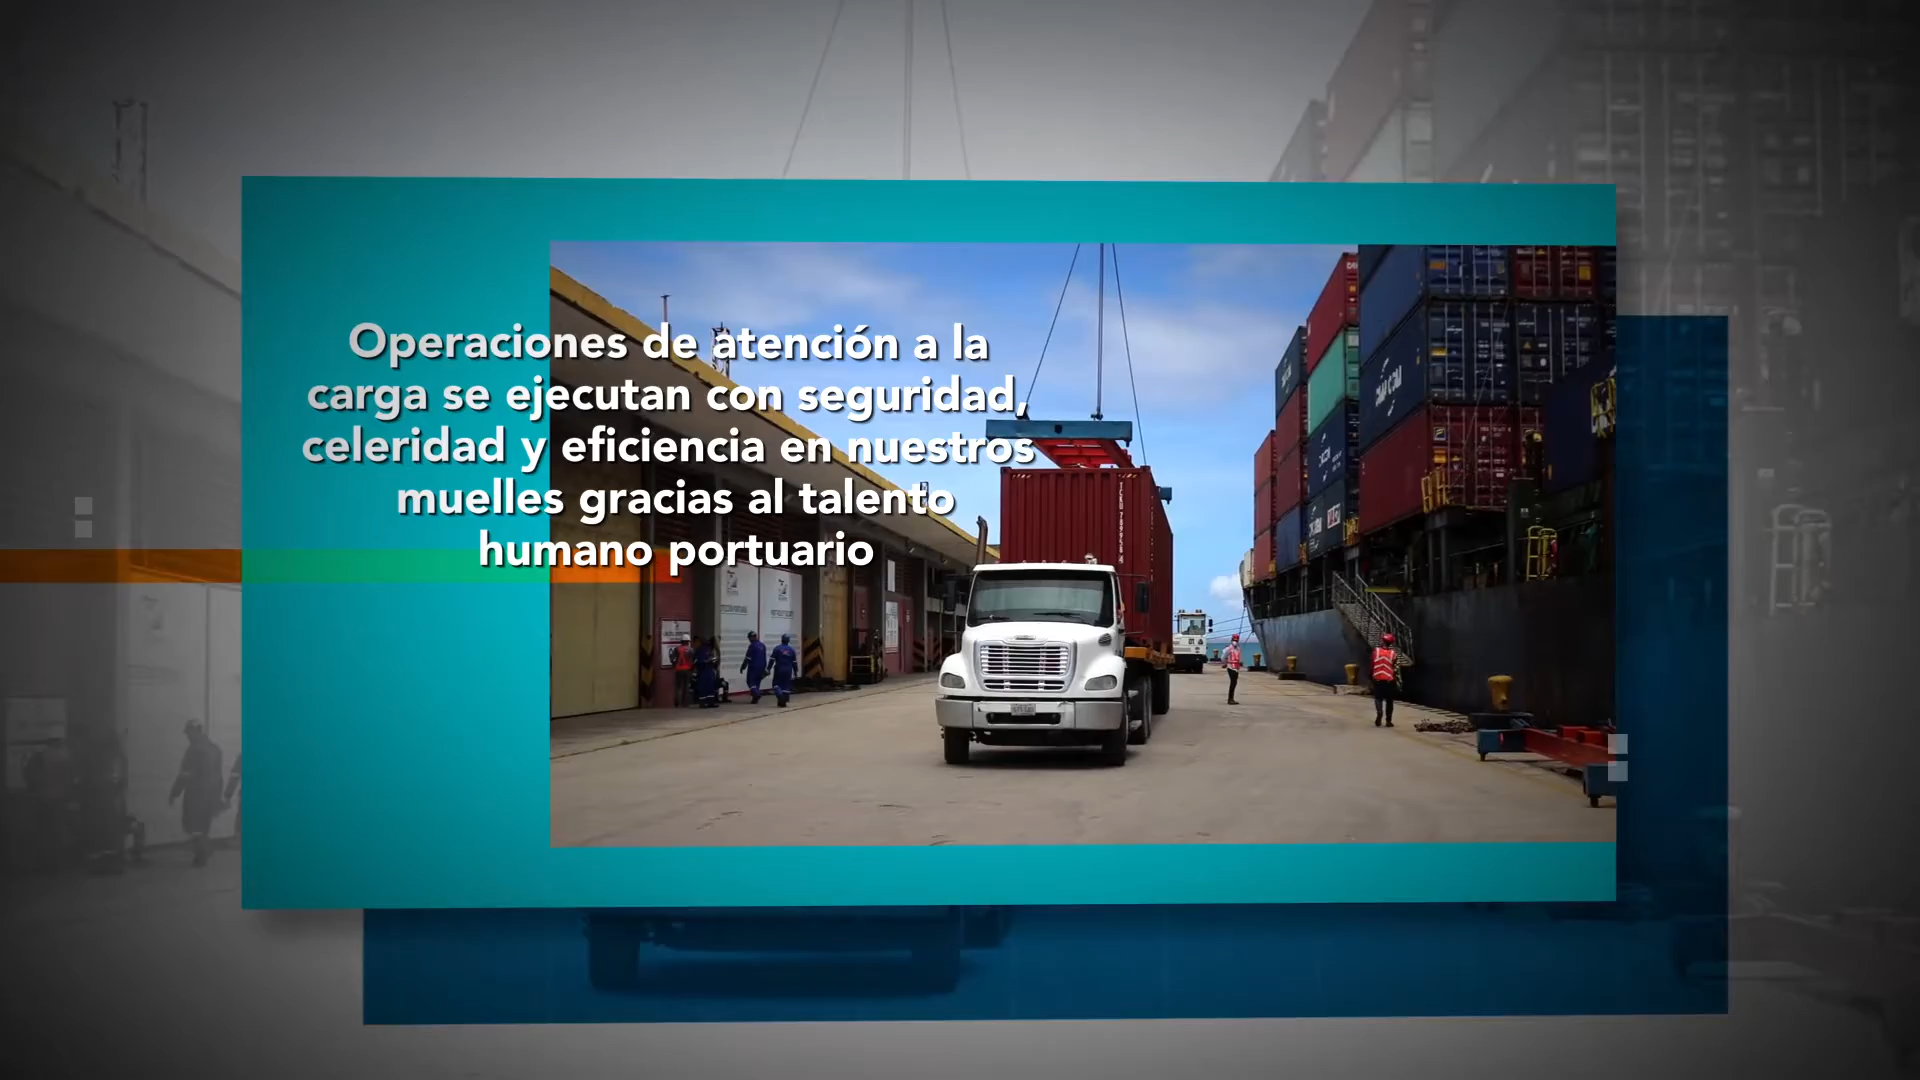 Operaciones de atención a la
carga se ejecutan con seguridad,
celeridad y eficiencia en nuestros
muelles gracias al talento
humano portuario